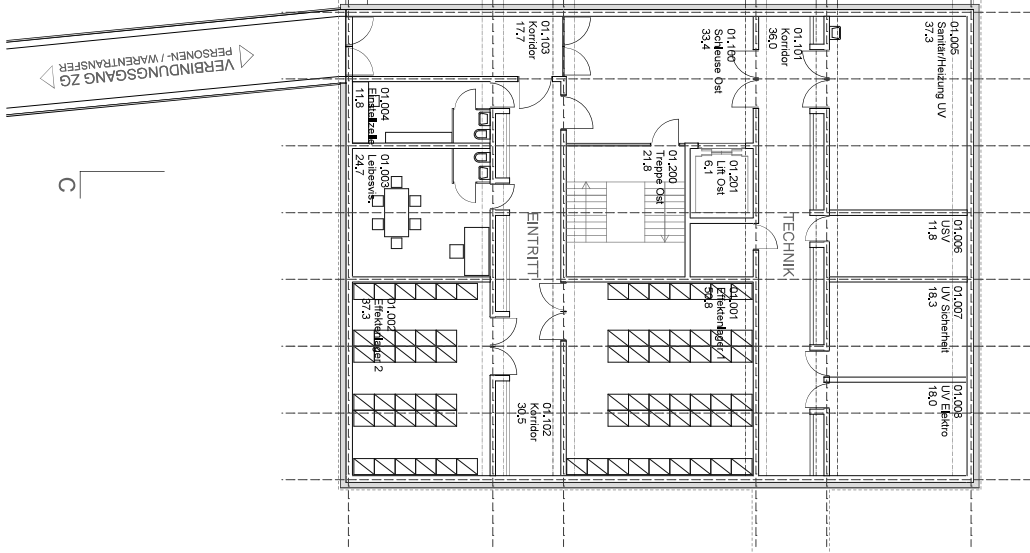 VERBINDUNGSGANG ZG
PERSONEN- / WARENTRANSFER
C
01.103
Korridor
17.7
01.100
Schleuse Ost
33,4
01.101
Korridor
36,0
01.005
Sanitär/Heizung UV
37.3
01.004
Einstellzelle
11,8
01.003
Leibesvis.
24.7
01.200
Treppe Ost
21.8
01.201
Lift Ost
6.1
EINTRITT
TECHNIK
01.006
USV
11.8
01.007
UV Sicherheit
18,3
01.008
UV Elektro
18,0
01.002
Effektenlager 2
37.3
01.001
Effektenlager 1
01.102
Korridor
30.5